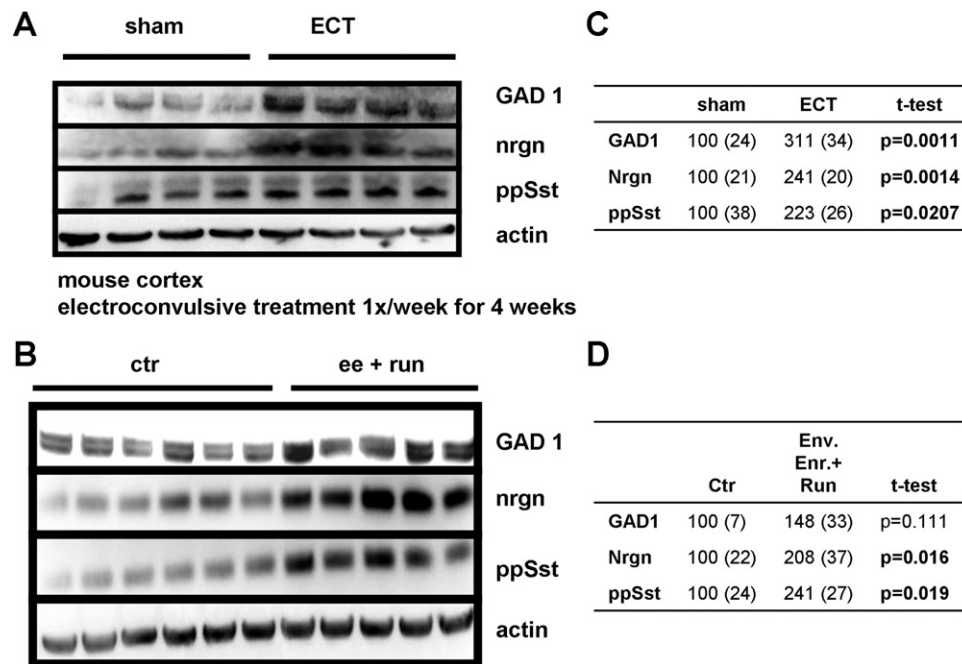 A
sham ECT
GAD 1
nrgn
ppSst
actin
mouse cortex
electroconvulsive treatment 1x/week for 4 weeks
C
sham ECT t-test
GAD1 100 (24) 311 (34) p=0.0011
Nrgn 100 (21) 241 (20) p=0.0014
ppSst 100 (38) 223 (26) p=0.0207
B
ctr ee + run
GAD 1
nrgn
ppSst
actin
D
Env.
Enr.+
Ctr Run t-test
GAD1 100 (7) 148 (33) p=0.111
Nrgn 100 (22) 208 (37) p=0.016
ppSst 100 (24) 241 (27) p=0.019